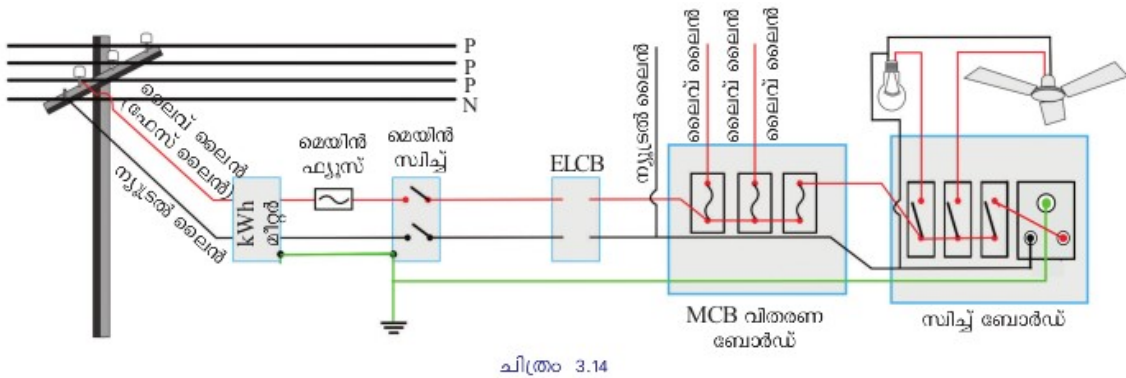 P
P
P
N
ലൈവ് ലൈൻ
(ഫേസ് ലൈൻ)
ന്യൂട്രൽ ലൈൻ
kWh
മീറ്റർ
മെയിൻ
ഫ്യൂസ്
മെയിൻ
സ്വിച്ച്
ELCB
ന്യൂട്രൽ ലൈൻ
ലൈവ് ലൈൻ
ലൈവ് ലൈൻ
ലൈവ് ലൈൻ
MCB വിതരണ
ബോർഡ്
സ്വിച്ച് ബോർഡ്
ചിത്രം 3.14